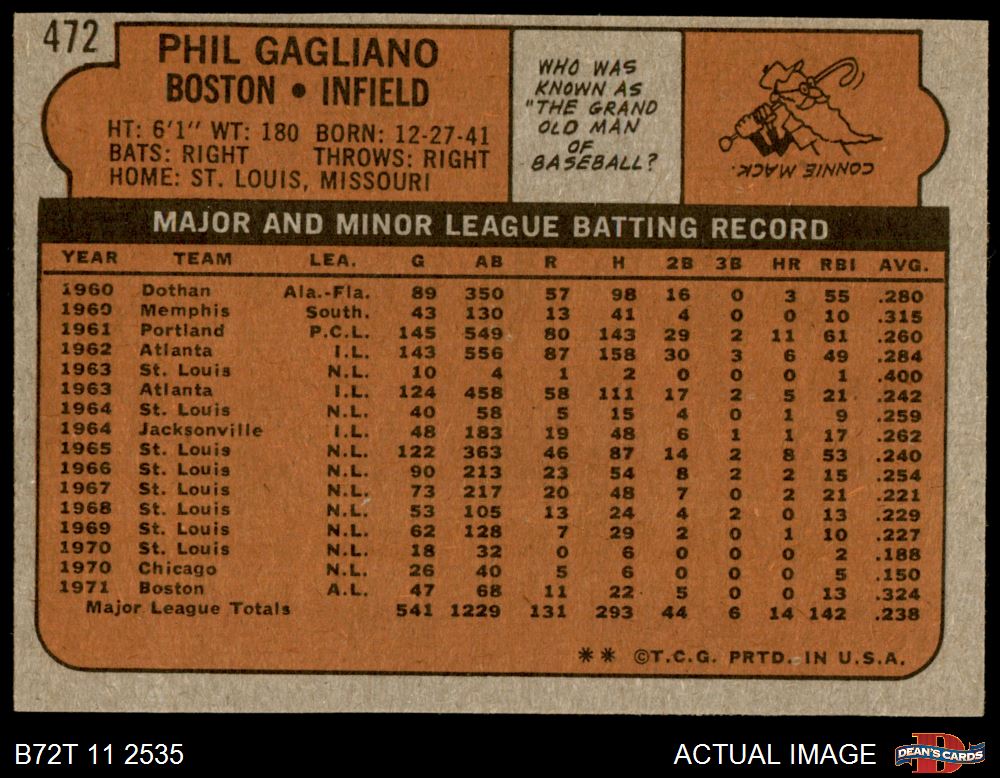 472
PHIL GAGLIANO
BOSTON • INFIELD
HT: 6'1" WT: 180 BORN: 12-27-41
BATS: RIGHT THROWS: RIGHT
HOME: ST. LOUIS, MISSOURI
WHO WAS
KNOWN AS
"THE GRAND
OLD MAN
OF
BASEBALL?
CONNIE MACK.
MAJOR AND MINOR LEAGUE BATTING RECORD
YEAR TEAM LEA. G AB R H 2B 3B HR RBI AVG.
1960 Dothan Ala.-Fla. 89 350 57 98 16 0 3 55 .280
1960 Memphis South. 43 130 13 41 4 0 0 10 .315
1961 Portland P.C.L. 145 549 80 143 29 2 11 61 .260
1962 Atlanta I.L. 143 556 87 158 30 3 6 49 .284
1963 St. Louis N.L. 10 4 1 2 0 0 0 1 .400
1963 Atlanta I.L. 124 458 58 111 17 2 5 21 .242
1964 St. Louis N.L. 40 58 5 15 4 0 1 9 .259
1964 Jacksonville I.L. 48 183 19 48 6 1 1 17 .262
1965 St. Louis N.L. 122 363 46 87 14 2 8 53 .240
1966 St. Louis N.L. 90 213 23 54 8 2 2 15 .254
1967 St. Louis N.L. 73 217 20 48 7 0 2 21 .221
1968 St. Louis N.L. 53 105 13 24 4 2 0 13 .229
1969 St. Louis N.L. 62 128 7 29 2 0 1 10 .227
1970 St. Louis N.L. 18 32 0 6 0 0 0 2 .188
1970 Chicago N.L. 26 40 5 6 0 0 0 5 .150
1971 Boston A.L. 47 68 11 22 5 0 0 13 .324
Major League Totals 541 1229 131 293 44 6 14 142 .238
** ©T.C.G. PRTD. IN U.S.A.
B72T 11 2535 ACTUAL IMAGE
D
DEAN'S CARDS